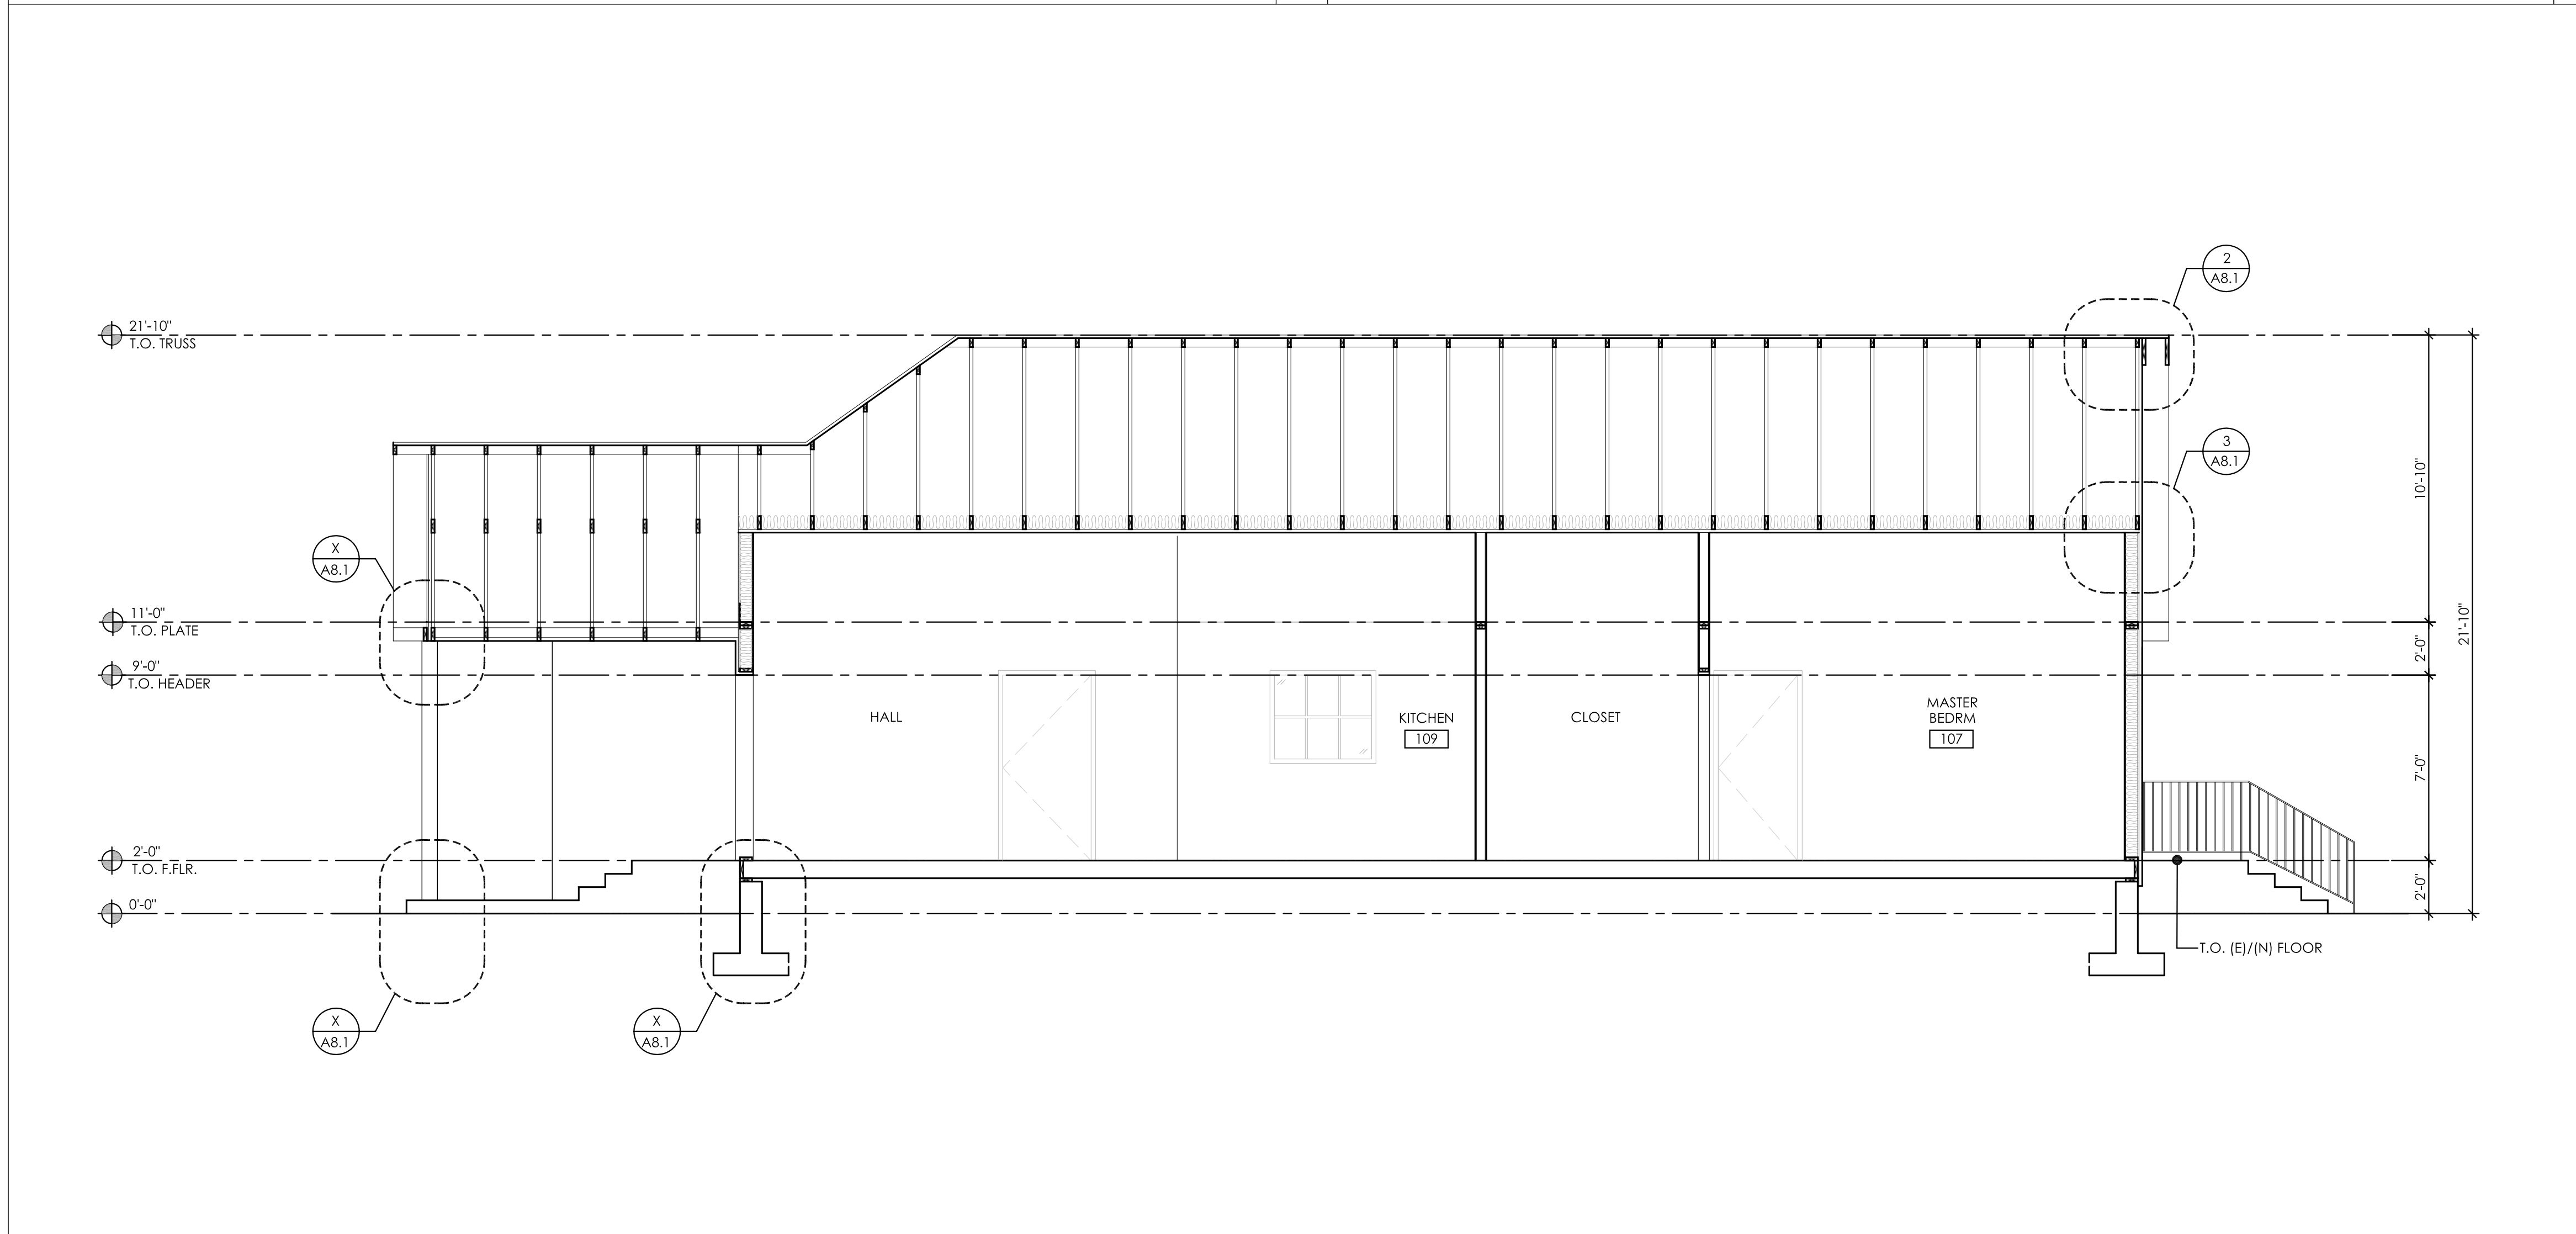 2
A8.1
21'-10"
T.O. TRUSS
3
A8.1
10'-10"
X
A8.1
11'-0"
T.O. PLATE
21'-10"
2'-0"
9'-0"
T.O. HEADER
HALL
KITCHEN
109
CLOSET
MASTER
BEDRM
107
7'-0"
2'-0"
T.O. F.FLR.
2'-0"
0'-0"
T.O. (E)/(N) FLOOR
X
A8.1
X
A8.1